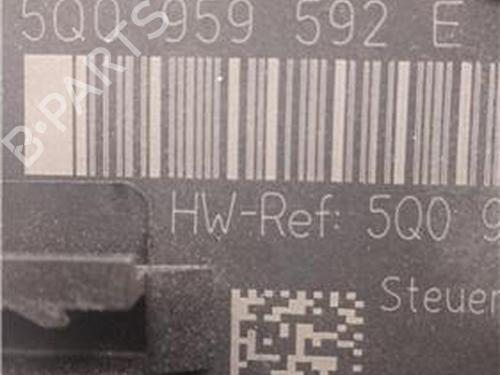 5Q0 959 592 E
B-PARTS
HW-Ref: 5Q0 9
Steuer